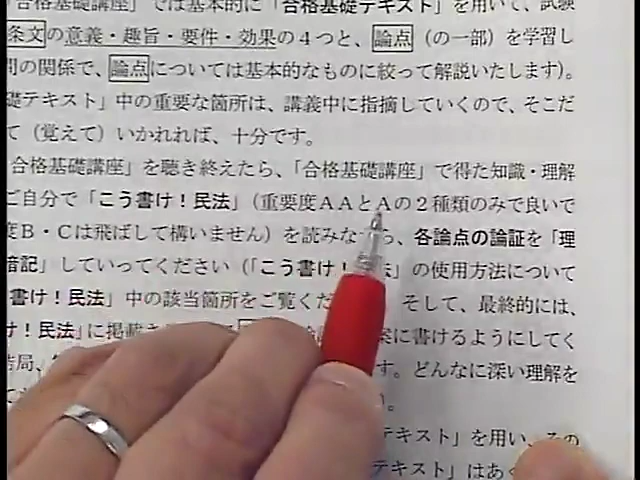 合格基礎講座」では基本的に「合格基礎テキスト」を用いて、試験
条文の意義・趣旨・要件・効果の4つと、論点（の一部）を学習し
問の関係で、論点については基本的なものに絞って解説いたします）。
礎テキスト」中の重要な箇所は、講義中に指摘していくので、そこだ
て（覚えて）いかれれば、十分です。
合格基礎講座」を聴き終えたら、「合格基礎講座」で得た知識・理解
ご自分で「こう書け！民法」（重要度AAとAの2種類のみで良いで
度B・Cは飛ばして構いません）を読みな ら、各論点の論証を「理
暗記」していってください（「こう書け！ 」の使用方法について
書け！民法」中の該当箇所をご覧くだ そして、最終的には、
け！民法」に掲載 案に書けるようにしてく
結局、 す。どんなに深い理解を
。
テキスト」を用い、その
テキスト」はあく